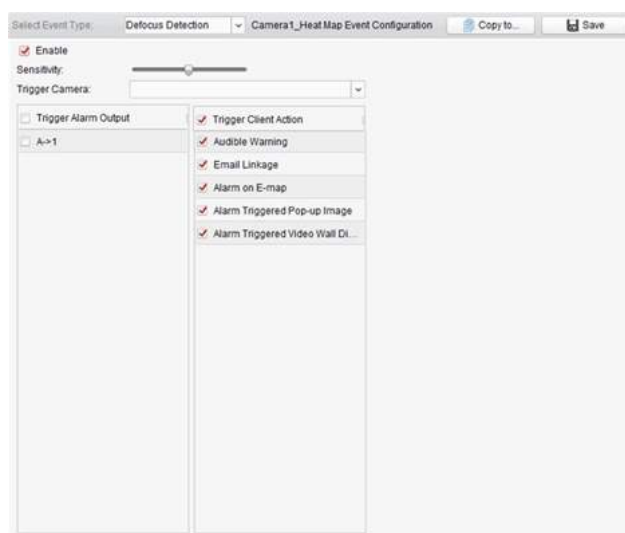 Select Event Type: Defocus Detection Camera1_Heat Map Event Configuration Copy to... Save
Enable
Sensitivity:
Trigger Camera:
Trigger Alarm Output
A->1
Trigger Client Action
Audible Warning
Email Linkage
Alarm on E-map
Alarm Triggered Pop-up Image
Alarm Triggered Video Wall Di...